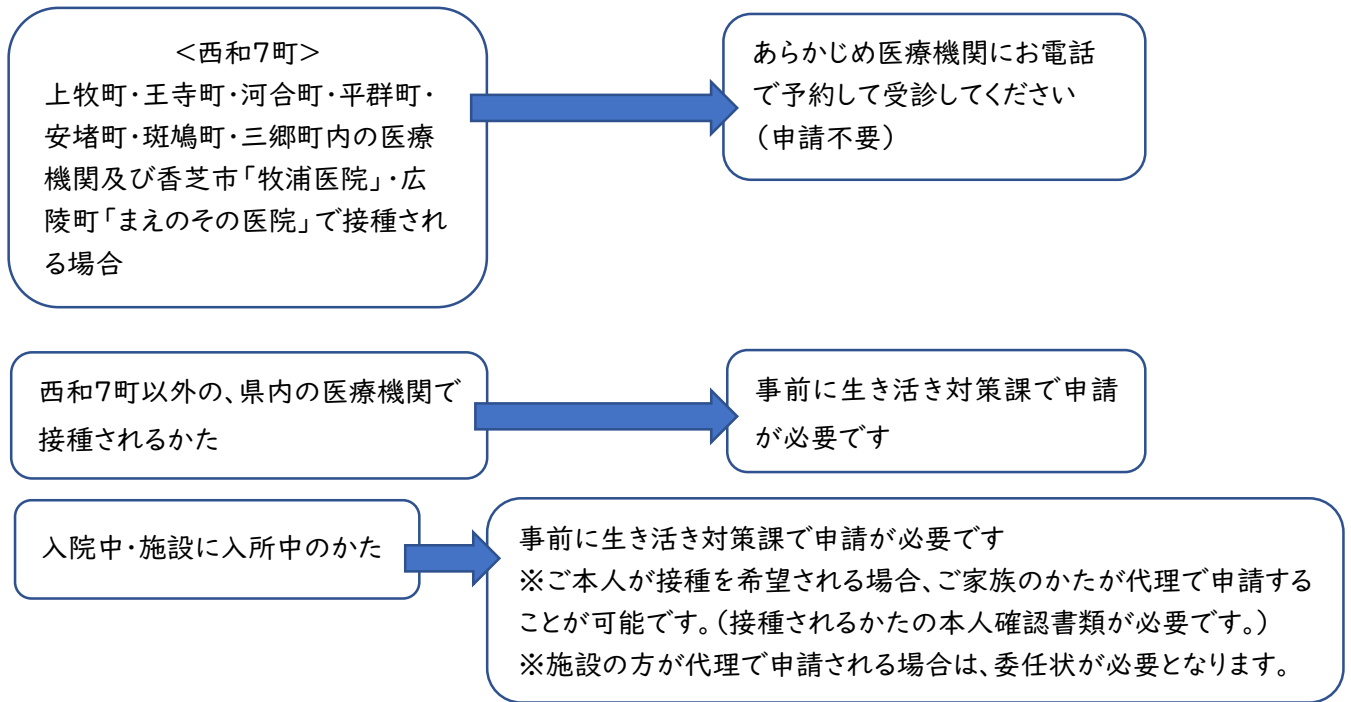 <西和7町>
上牧町・王寺町・河合町・平群町・
安堵町・斑鳩町・三郷町内の医療
機関及び香芝市「牧浦医院」・広
陵町「まえのその医院」で接種され
る場合
あらかじめ医療機関にお電話
で予約して受診してください
(申請不要)
西和7町以外の、県内の医療機関で
接種されるかた
事前に生き活き対策課で申請
が必要です
入院中・施設に入所中のかた
事前に生き活き対策課で申請が必要です
※ご本人が接種を希望される場合、ご家族のかたが代理で申請する
ことが可能です。(接種されるかたの本人確認書類が必要です。)
※施設の方が代理で申請される場合は、委任状が必要となります。